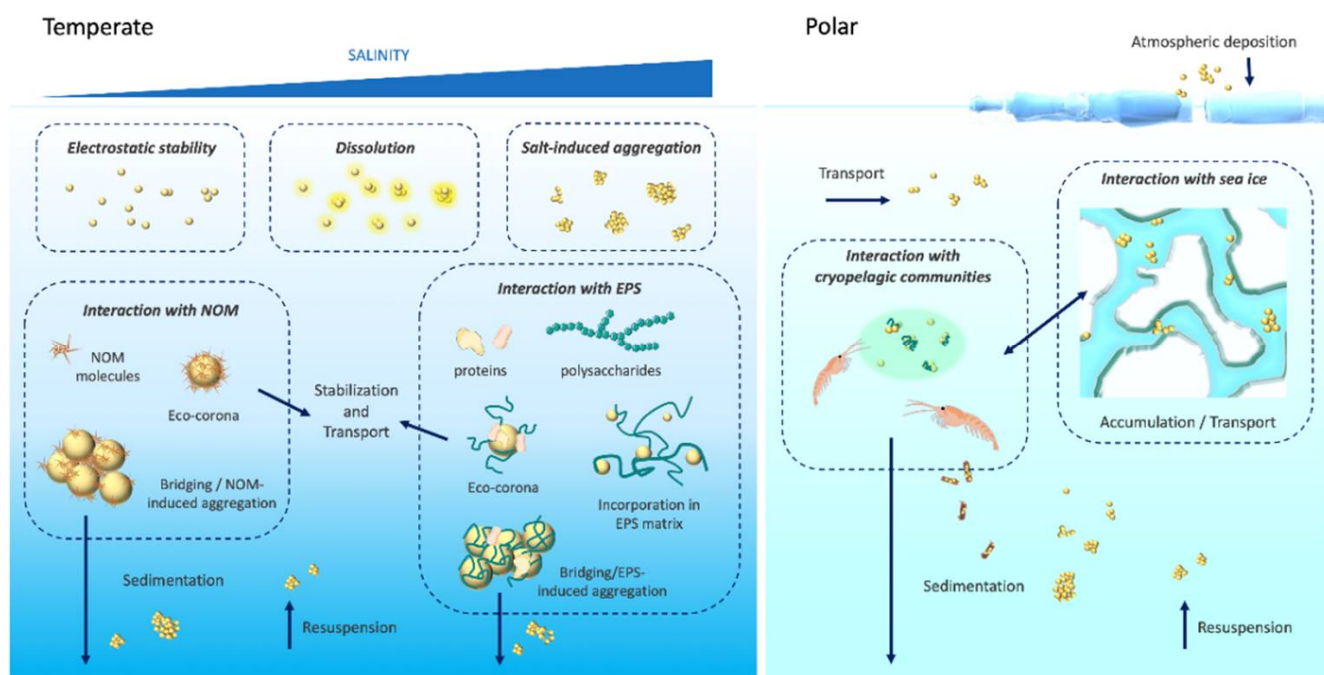 Temperate
SALINITY
Electrostatic stability
Dissolution
Salt-induced aggregation
Interaction with NOM
NOM
molecules
Eco-corona
Bridging / NOM-
induced aggregation
Stabilization
and
Transport
Interaction with EPS
proteins
polysaccharides
Eco-corona
Incorporation in
EPS matrix
Bridging/EPS-
induced aggregation
Sedimentation
Resuspension
Polar
Atmospheric deposition
Transport
Interaction with
cryopelagic communities
Interaction with sea ice
Accumulation / Transport
Sedimentation
Resuspension